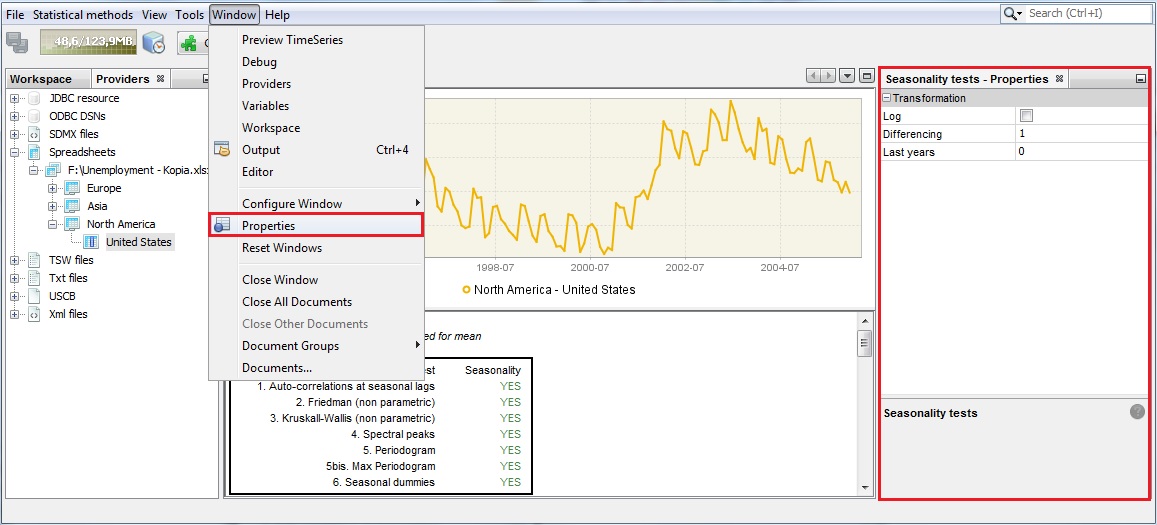 File Statistical methods View Tools Window Help
Search (Ctrl+I)
48,6/123,9MB
Workspace Providers
JDBC resource
ODBC DSNs
SDMX files
Spreadsheets
F:\Unemployment - Kopia.xls
Europe
Asia
North America
United States
TSW files
Txt files
USCB
Xml files
Preview TimeSeries
Debug
Providers
Variables
Workspace
Output Ctrl+4
Editor
Configure Window
Properties
Reset Windows
Close Window
Close All Documents
Close Other Documents
Document Groups
Documents...
1998-07 2000-07 2002-07 2004-07
North America - United States
for mean
Seasonality
1. Auto-correlations at seasonal lags YES
2. Friedman (non parametric) YES
3. Kruskall-Wallis (non parametric) YES
4. Spectral peaks YES
5. Periodogram YES
5bis. Max Periodogram YES
6. Seasonal dummies YES
Seasonality tests - Properties
Transformation
Log
Differencing 1
Last years 0
Seasonality tests
?